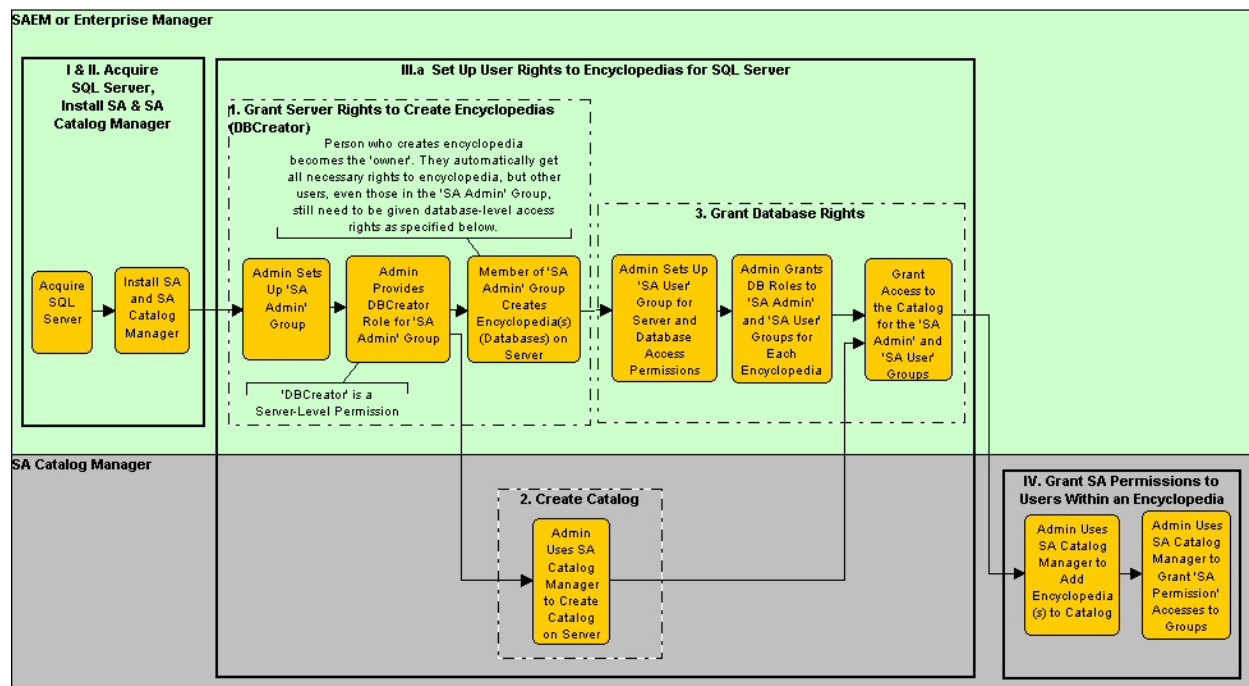 SAEM or Enterprise Manager
I & II. Acquire
SQL Server,
Install SA & SA
Catalog Manager
Acquire
SQL
Server
Install SA
and SA
Catalog
Manager
III.a Set Up User Rights to Encyclopedias for SQL Server
1. Grant Server Rights to Create Encyclopedias
(DBCreator)
Person who creates encyclopedia
becomes the 'owner'. They automatically get
all necessary rights to encyclopedia, but other
users, even those in the 'SA Admin' Group,
still need to be given database-level access
rights as specified below.
Admin Sets
Up 'SA
Admin'
Group
Admin
Provides
DBCreator
Role for 'SA
Admin' Group
Member of 'SA
Admin' Group
Creates
Encyclopedia(s)
(Databases) on
Server
'DBCreator' is a
Server-Level Permission
3. Grant Database Rights
Admin Sets Up
'SA User'
Group for
Server and
Database
Access
Permissions
Admin Grants
DB Roles to
'SA Admin'
and 'SA User'
Groups for
Each
Encyclopedia
Grant
Access to
the Catalog
for the 'SA
Admin' and
'SA User'
Groups
SA Catalog Manager
2. Create Catalog
Admin
Uses SA
Catalog
Manager
to Create
Catalog
on Server
IV. Grant SA Permissions to
Users Within an Encyclopedia
Admin Uses
SA Catalog
Manager to
Add
Encyclopedia
(s) to Catalog
Admin Uses
SA Catalog
Manager to
Grant 'SA
Permission'
Accesses to
Groups